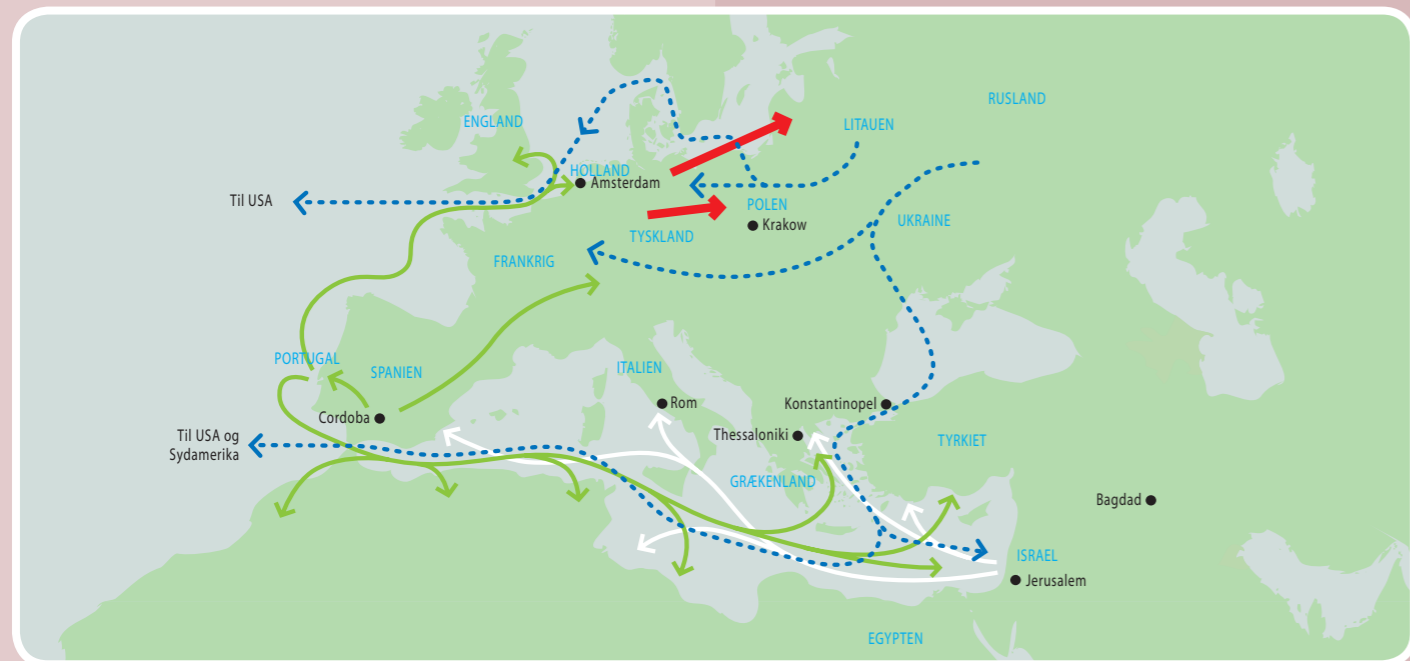 RUSLAND
ENGLAND
LITAUEN
HOLLAND
Amsterdam
Til USA
POLEN
Krakow
UKRAINE
TYSKLAND
FRANKRIG
PORTUGAL
SPANIEN
ITALIEN
Rom
Konstantinopel
Cordoba
Thessaloniki
Til USA og
Sydamerika
TYRKIET
GRÆKENLAND
Bagdad
ISRAEL
Jerusalem
EGYPTEN